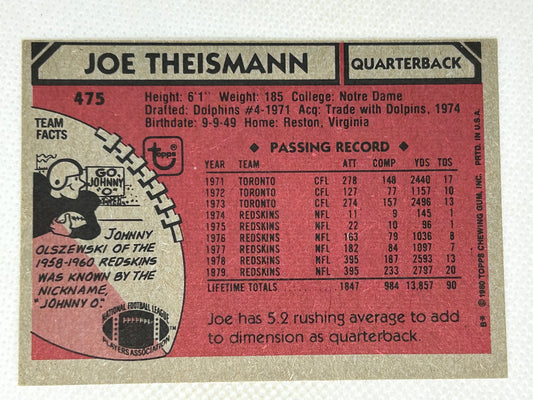 JOE THEISMANN
QUARTERBACK
475
Height: 6'1" Weight: 185 College: Notre Dame
Drafted: Dolphins #4-1971 Acq: Trade with Dolpins, 1974
Birthdate: 9-9-49 Home: Reston, Virginia
TEAM
FACTS
GO,
JOHNNY
"O"
JOHNNY
OLSZEWSKI OF THE
1958-1960 REDSKINS
WAS KNOWN BY THE
NICKNAME,
"JOHNNY O."
topps
NATIONAL FOOTBALL LEAGUE
PLAYERS ASSOCIATION
TM
◆ PASSING RECORD ◆
YEAR TEAM ATT COMP YDS TDS
1971 TORONTO CFL 278 148 2440 17
1972 TORONTO CFL 127 77 1157 10
1973 TORONTO CFL 274 157 2496 13
1974 REDSKINS NFL 11 9 145 1
1975 REDSKINS NFL 22 10 96 1
1976 REDSKINS NFL 163 79 1036 8
1977 REDSKINS NFL 182 84 1097 7
1978 REDSKINS NFL 395 187 2593 13
1979 REDSKINS NFL 395 233 2797 20
LIFETIME TOTALS 1847 984 13,857 90
Joe has 5.2 rushing average to add
to dimension as quarterback.
B* © 1980 TOPPS CHEWING GUM, INC. PRTD. IN U.S.A.